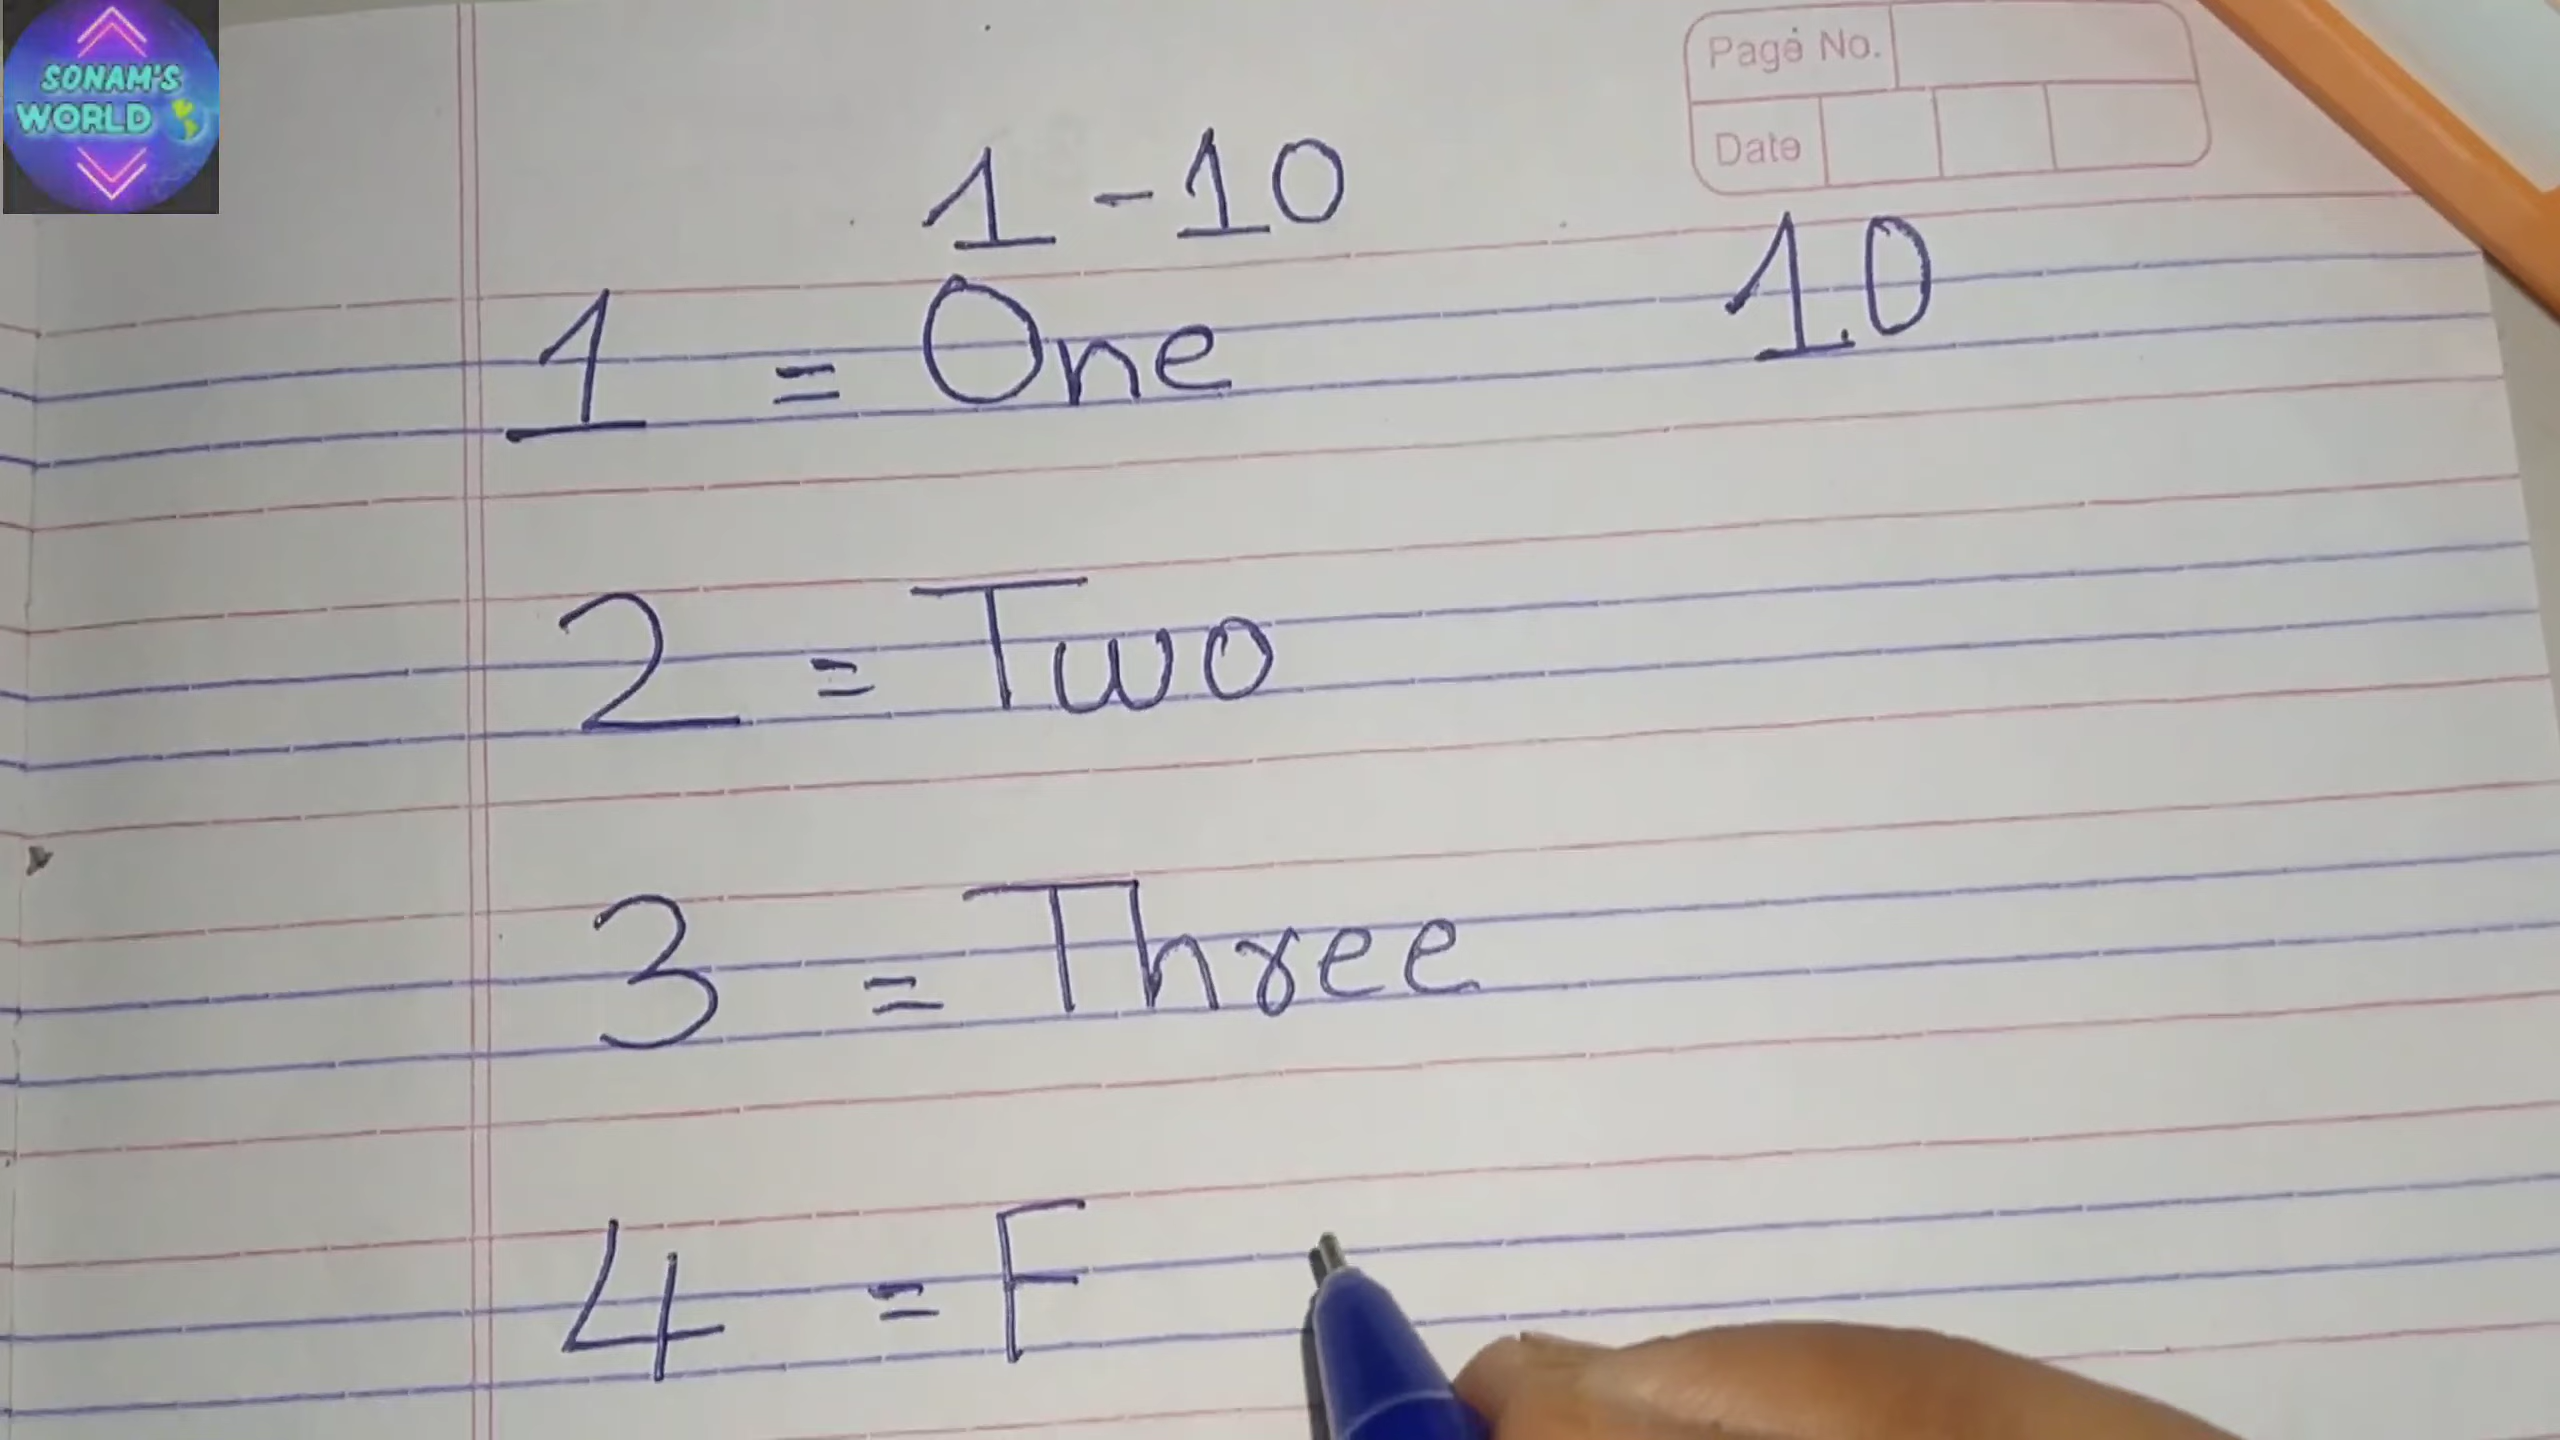 SONAM'S
WORLD
Page No.
Date
1 - 10
1 = One
10
2 = Two
3 = Three
4 = F